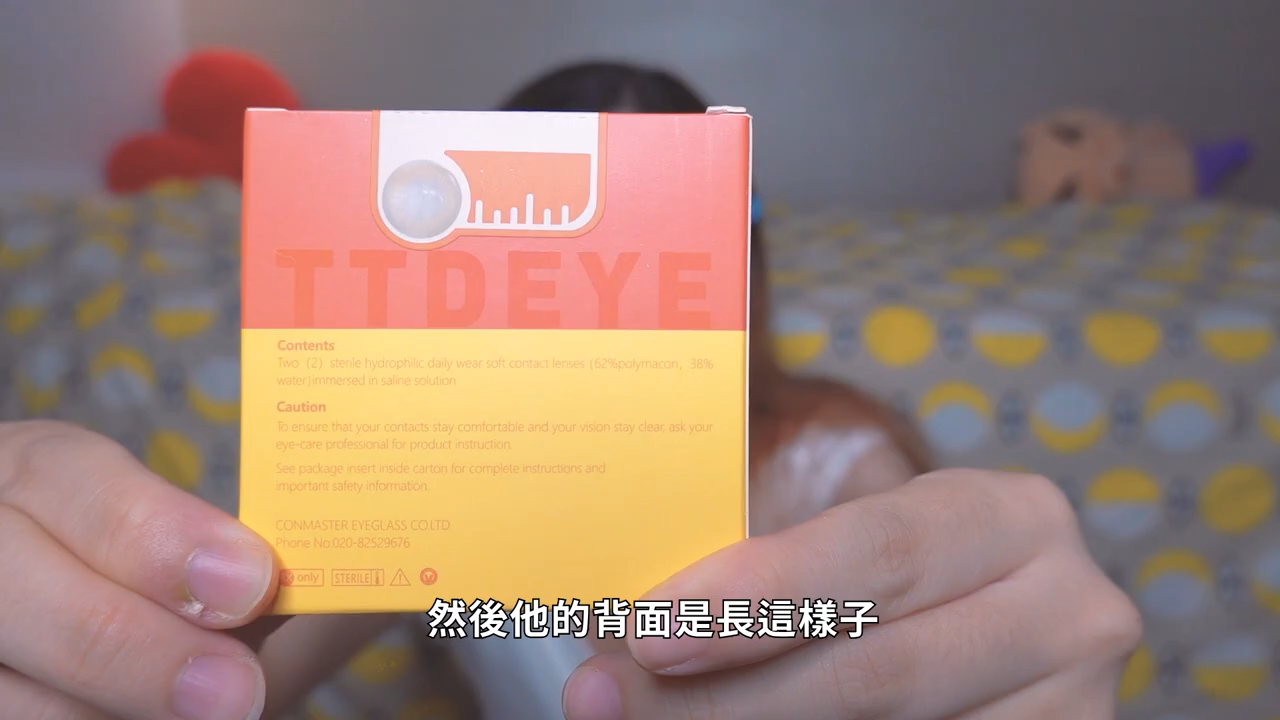 TTDEYE
Contents
Two (2) sterile hydrophilic daily wear soft contact lenses (62%polymacon, 38%
water)immersed in saline solution
Caution
To ensure that your contacts stay comfortable and your vision stay clear, ask your
eye-care professional for product instruction.
See package insert inside carton for complete instructions and
important safety information.
CONMASTER EYEGLASS CO.LTD
Phone No:020-82529676
only STERILE
然後他的背面是長這樣子